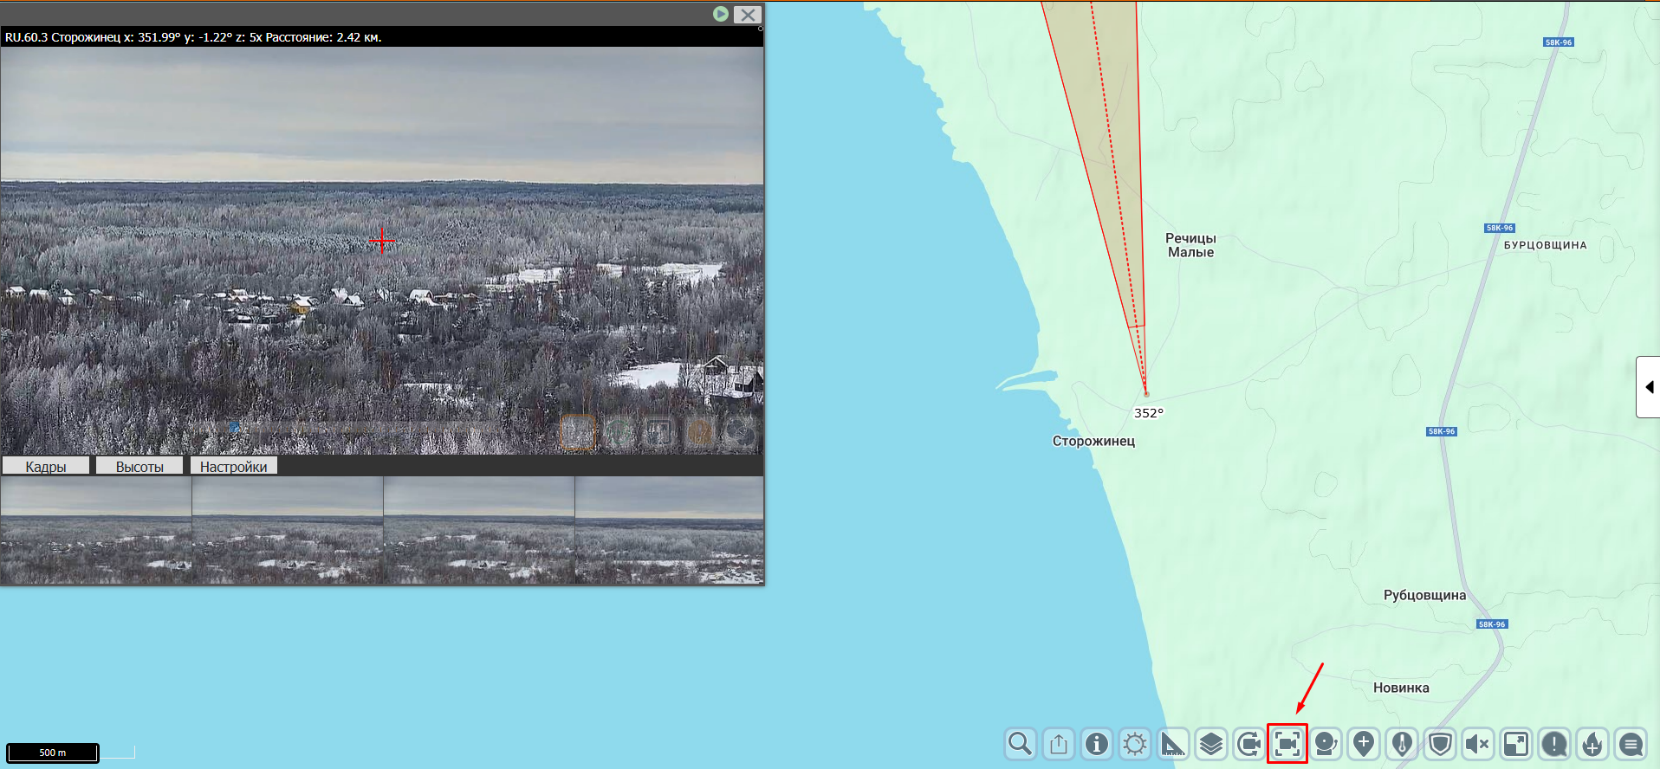 RU.60.3 Сторожинец x: 351.99° y: -1.22° z: 5x Расстояние: 2.42 км.
Кадры
Высоты
Настройки
58К-96
58К-96
БУРЦОВЩИНА
Речицы
Малые
352°
Сторожинец
58К-96
Рубцовщина
58К-96
Новинка
500 m